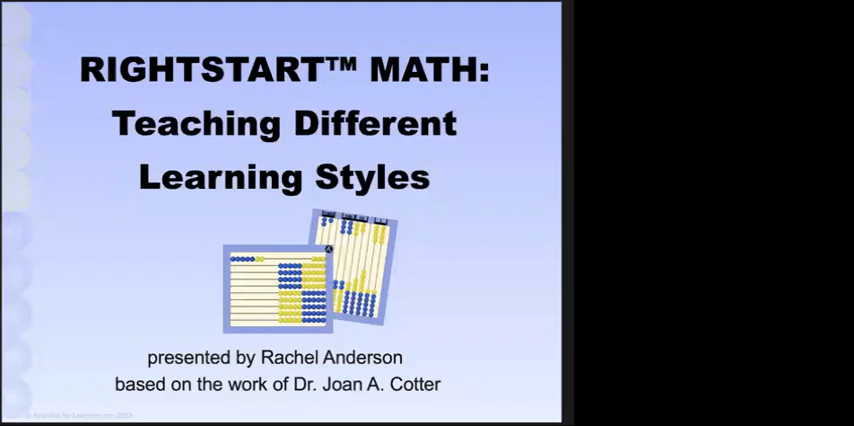 RIGHTSTART™ MATH:
Teaching Different
Learning Styles
presented by Rachel Anderson
based on the work of Dr. Joan A. Cotter